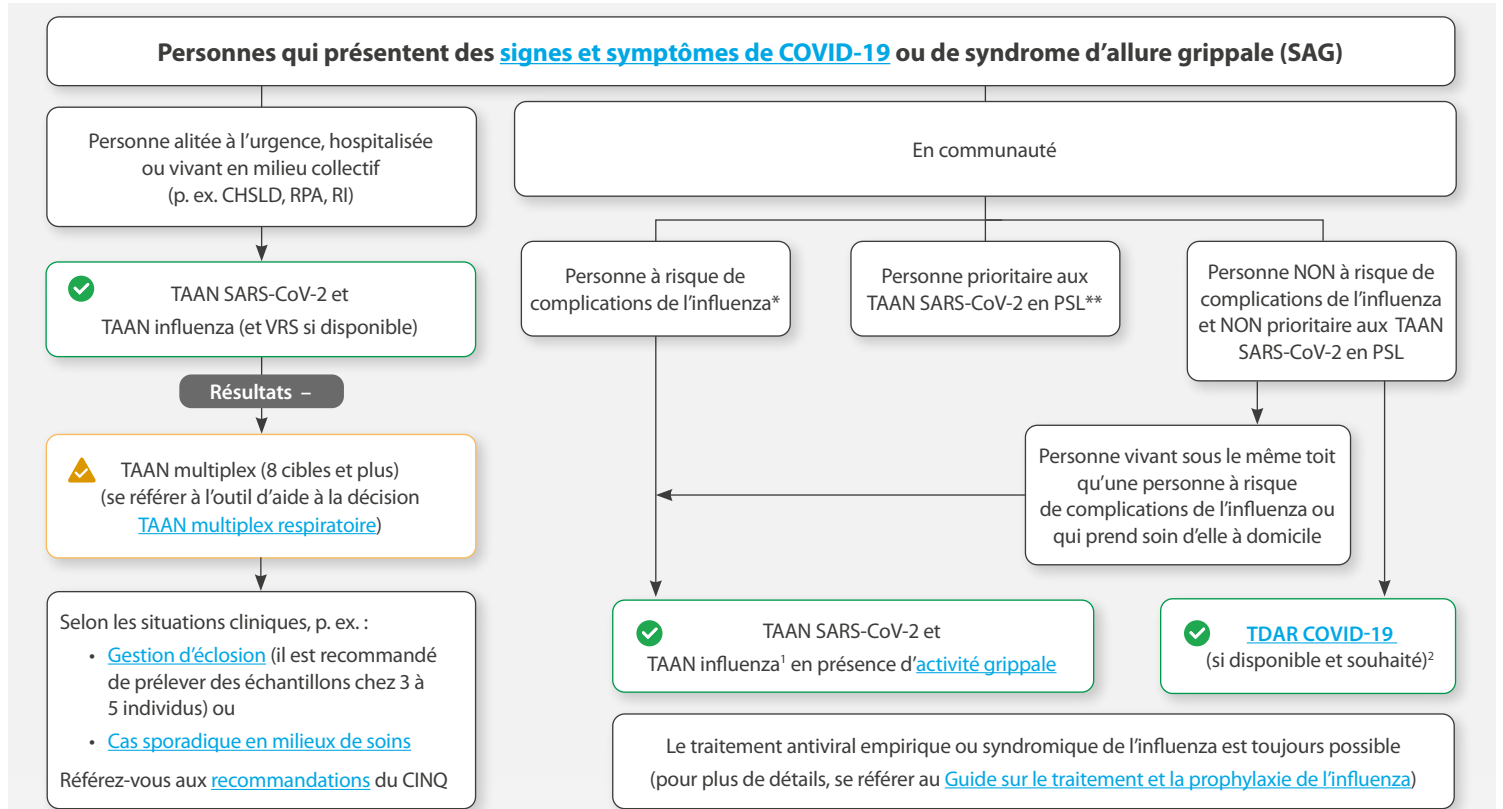 Personnes qui présentent des signes et symptômes de COVID-19 ou de syndrome d'allure grippale (SAG)
Personne alitée à l'urgence, hospitalisée
ou vivant en milieu collectif
(p. ex. CHSLD, RPA, RI)
TAAN SARS-CoV-2 et
TAAN influenza (et VRS si disponible)
Résultats –
TAAN multiplex (8 cibles et plus)
(se référer à l'outil d'aide à la décision
TAAN multiplex respiratoire)
Selon les situations cliniques, p. ex. :
• Gestion d'éclosion (il est recommandé
de prélever des échantillons chez 3 à
5 individus) ou
• Cas sporadique en milieux de soins
Référez-vous aux recommandations du CINQ
En communauté
Personne à risque de
complications de l'influenza*
Personne prioritaire aux
TAAN SARS-CoV-2 en PSL**
Personne NON à risque de
complications de l'influenza
et NON prioritaire aux TAAN
SARS-CoV-2 en PSL
Personne vivant sous le même toit
qu'une personne à risque
de complications de l'influenza ou
qui prend soin d'elle à domicile
TAAN SARS-CoV-2 et
TAAN influenza¹ en présence d'activité grippale
TDAR COVID-19
(si disponible et souhaité)²
Le traitement antiviral empirique ou syndromique de l'influenza est toujours possible
(pour plus de détails, se référer au Guide sur le traitement et la prophylaxie de l'influenza)